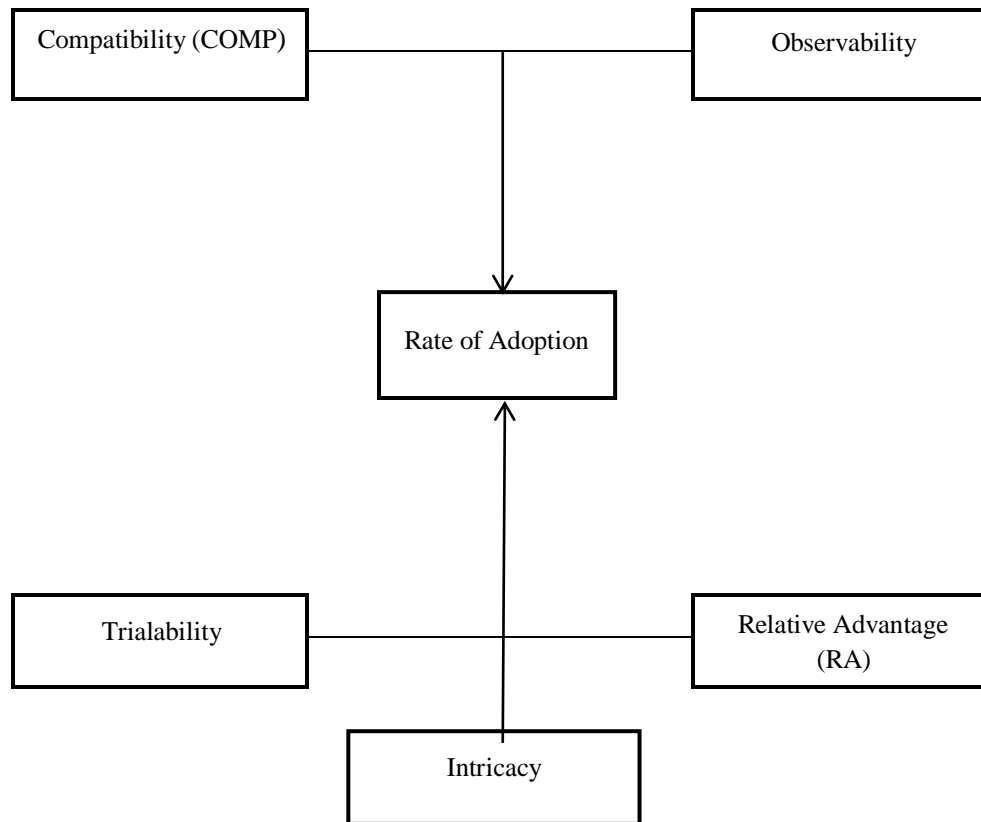 Compatibility (COMP)
Observability
Rate of Adoption
Trialability
Relative Advantage
(RA)
Intricacy